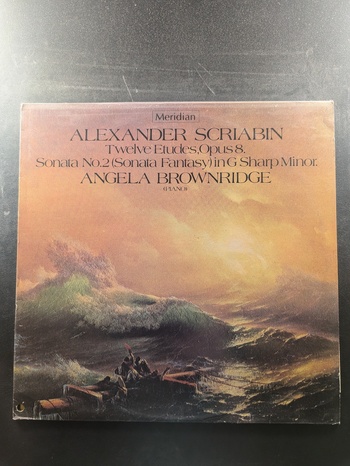 Meridian
ALEXANDER SCRIABIN
Twelve Etudes,Opus 8.
Sonata No.2(Sonata Fantasy)in G Sharp Minor.
ANGELA BROWNRIDGE
(PIANO)